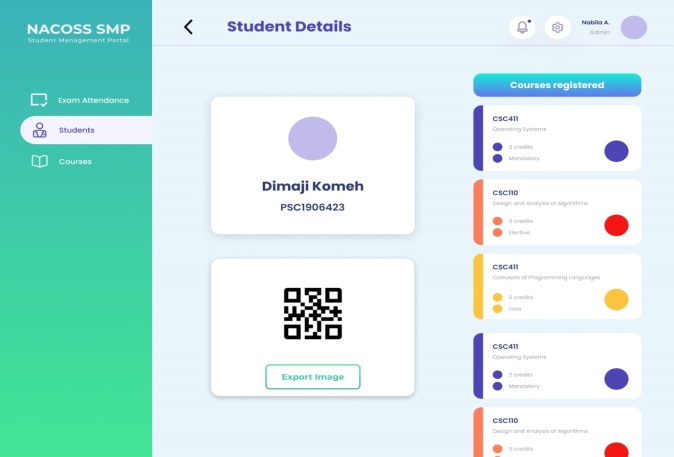 NACOSS SMP
Student Management Portal
Exam Attendance
Students
Courses
Student Details
Nabila A.
Admin
Dimaji Komeh
PSC1906423
Export Image
Courses registered
CSC411
Operating Systems
3 credits
Mandatory
CSC110
Design and Analysis of Algorithms
6 credits
Elective
CSC411
Concepts of Programming Languages
6 credits
core
CSC411
Operating Systems
3 credits
Mandatory
CSC110
Design and Analysis of Algorithms
6 credits